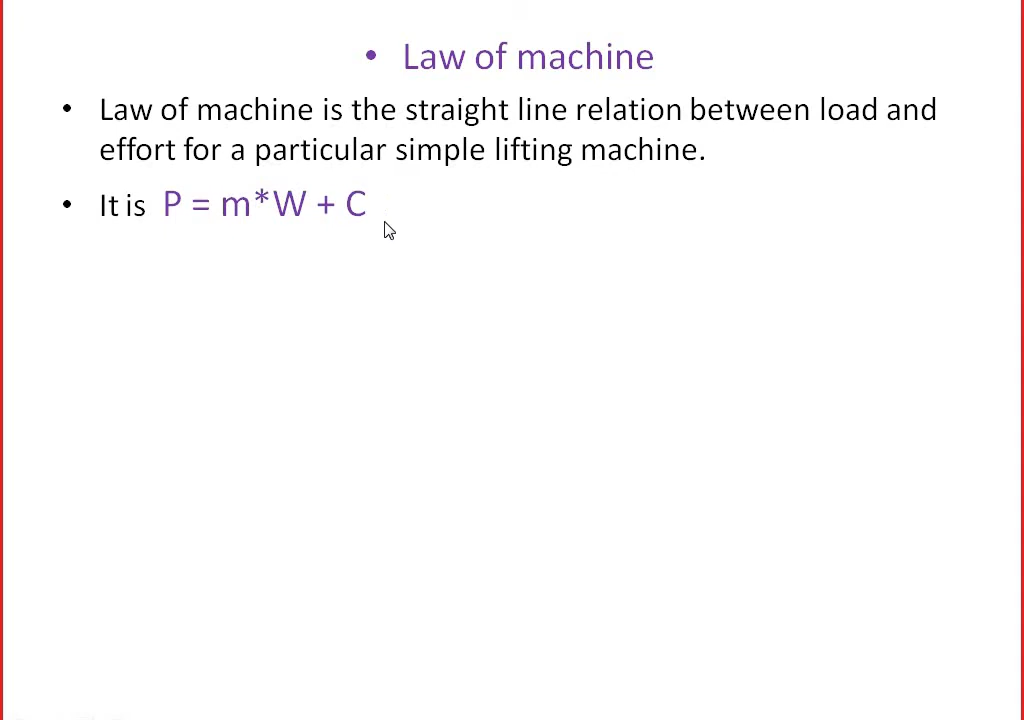 • Law of machine
• Law of machine is the straight line relation between load and
effort for a particular simple lifting machine.
• It is P = m*W + C